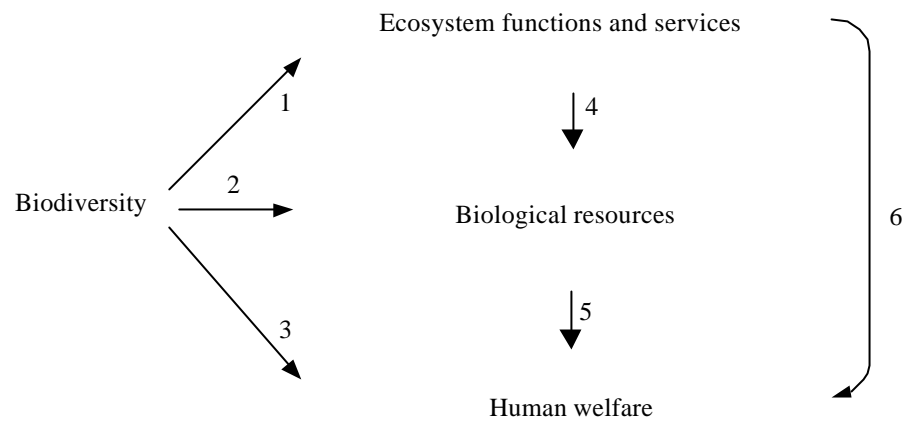 Ecosystem functions and services
1
4
2
Biodiversity
Biological resources
6
3
5
Human welfare